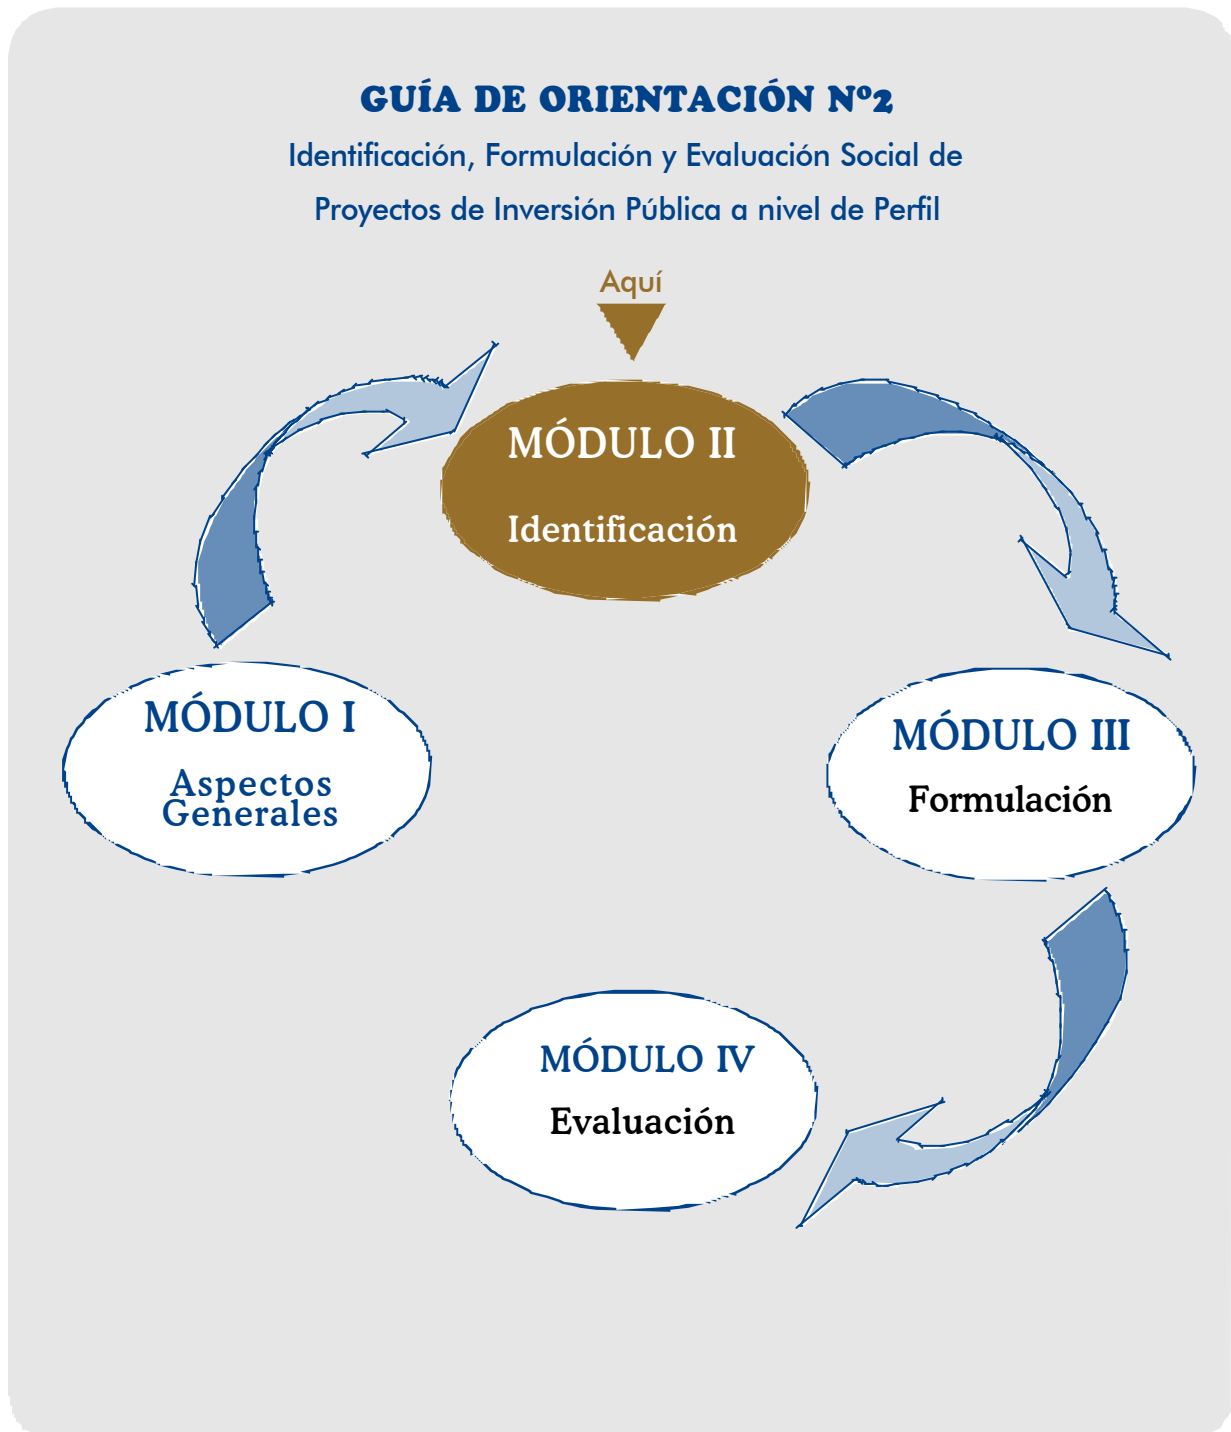 GUÍA DE ORIENTACIÓN Nº2
Identificación, Formulación y Evaluación Social de
Proyectos de Inversión Pública a nivel de Perfil
Aquí
MÓDULO II
Identificación
MÓDULO I
Aspectos
Generales
MÓDULO III
Formulación
MÓDULO IV
Evaluación